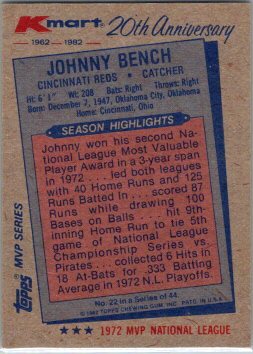 Kmart 20th Anniversary
1962 1982
JOHNNY BENCH
CINCINNATI REDS • CATCHER
Ht: 6' 1" Wt: 208 Bats: Right Throws: Right
Born: December 7, 1947, Oklahoma City, Oklahoma
Home: Cincinnati, Ohio
SEASON HIGHLIGHTS
Johnny won his second Na-
tional League Most Valuable
Player Award in a 3-year span
in 1972 . . . led both leagues
with 40 Home Runs and 125
Runs Batted In . . . scored 87
Runs while drawing 100
Bases on Balls . . . hit 9th-
inning Home Run to tie 5th
game of National League
Championship Series vs.
Pirates . . . collected 6 Hits in
18 At-Bats for .333 Batting
Average in 1972 N.L. Playoffs.
No. 22 in a Series of 44
© 1982 TOPPS CHEWING GUM, INC. PRTD. IN U.S.A.
topps MVP SERIES
★★★ 1972 MVP NATIONAL LEAGUE